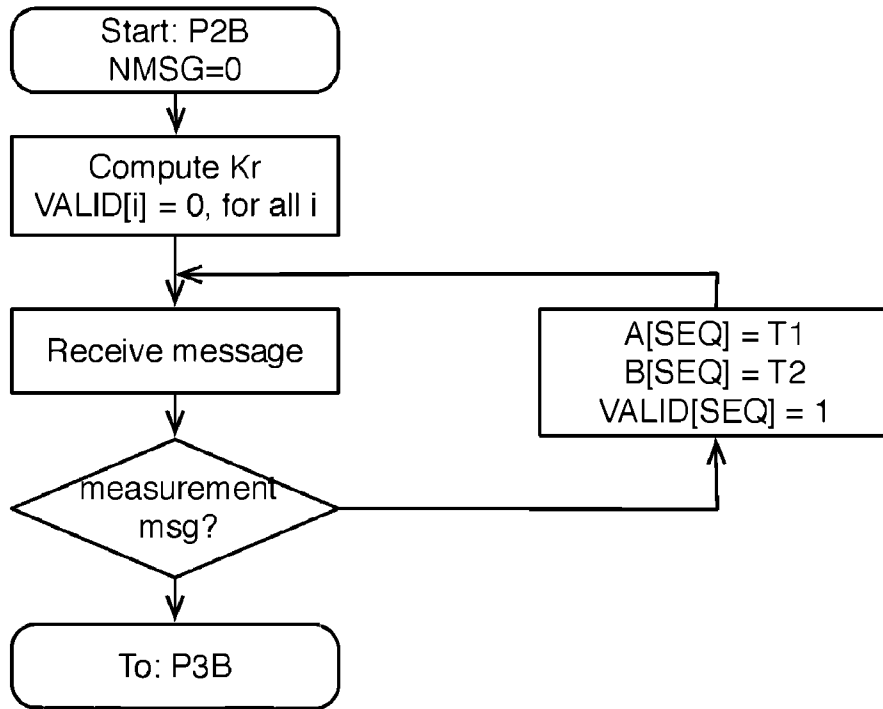 Start: P2B
NMSG=0
Compute Kr
VALID[i] = 0, for all i
Receive message
A[SEQ] = T1
B[SEQ] = T2
VALID[SEQ] = 1
measurement
msg?
To: P3B